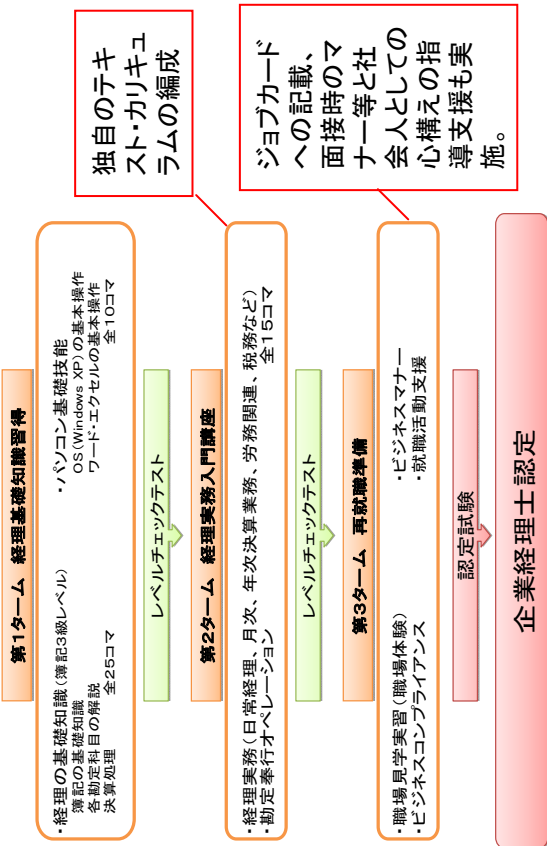 第1ターム 経理基礎知識習得
・経理の基礎知識(簿記3級レベル)
簿記の基礎知識
各勘定科目の解説
決算処理 全25コマ
・パソコン基礎技能
OS(Windows XP)の基本操作
ワード・エクセルの基本操作
全10コマ
レベルチェックテスト
第2ターム 経理実務入門講座
・経理実務(日常経理、月次、年次決算業務、労務関連、税務など)
・勘定奉行オペレーション 全15コマ
独自のテキ
スト・カリキュ
ラムの編成
レベルチェックテスト
第3ターム 再就職準備
・職場見学実習(職場体験)
・ビジネスコンプライアンス
・ビジネスマナー
・就職活動支援
ジョブカード
への記載、
面接時のマ
ナー等と社
会人としての
心構えの指
導支援も実
施。
認定試験
企業経理士認定